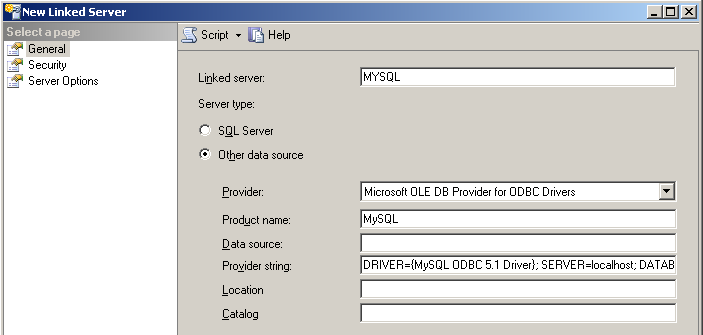 New Linked Server
Select a page
General
Security
Server Options
Script Help
Linked server: MYSQL
Server type:
SQL Server
Other data source
Provider: Microsoft OLE DB Provider for ODBC Drivers
Product name: MySQL
Data source:
Provider string: DRIVER={MySQL ODBC 5.1 Driver}; SERVER=localhost; DATAB
Location
Catalog